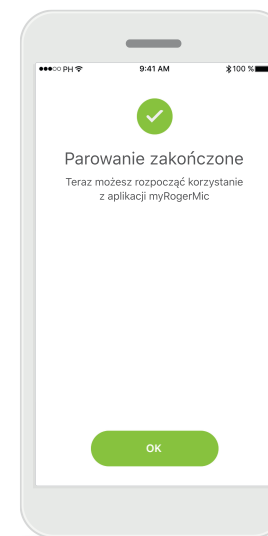 PH 9:41 AM 100 %
Parowanie zakończone
Teraz możesz rozpocząć korzystanie
z aplikacji myRogerMic
OK